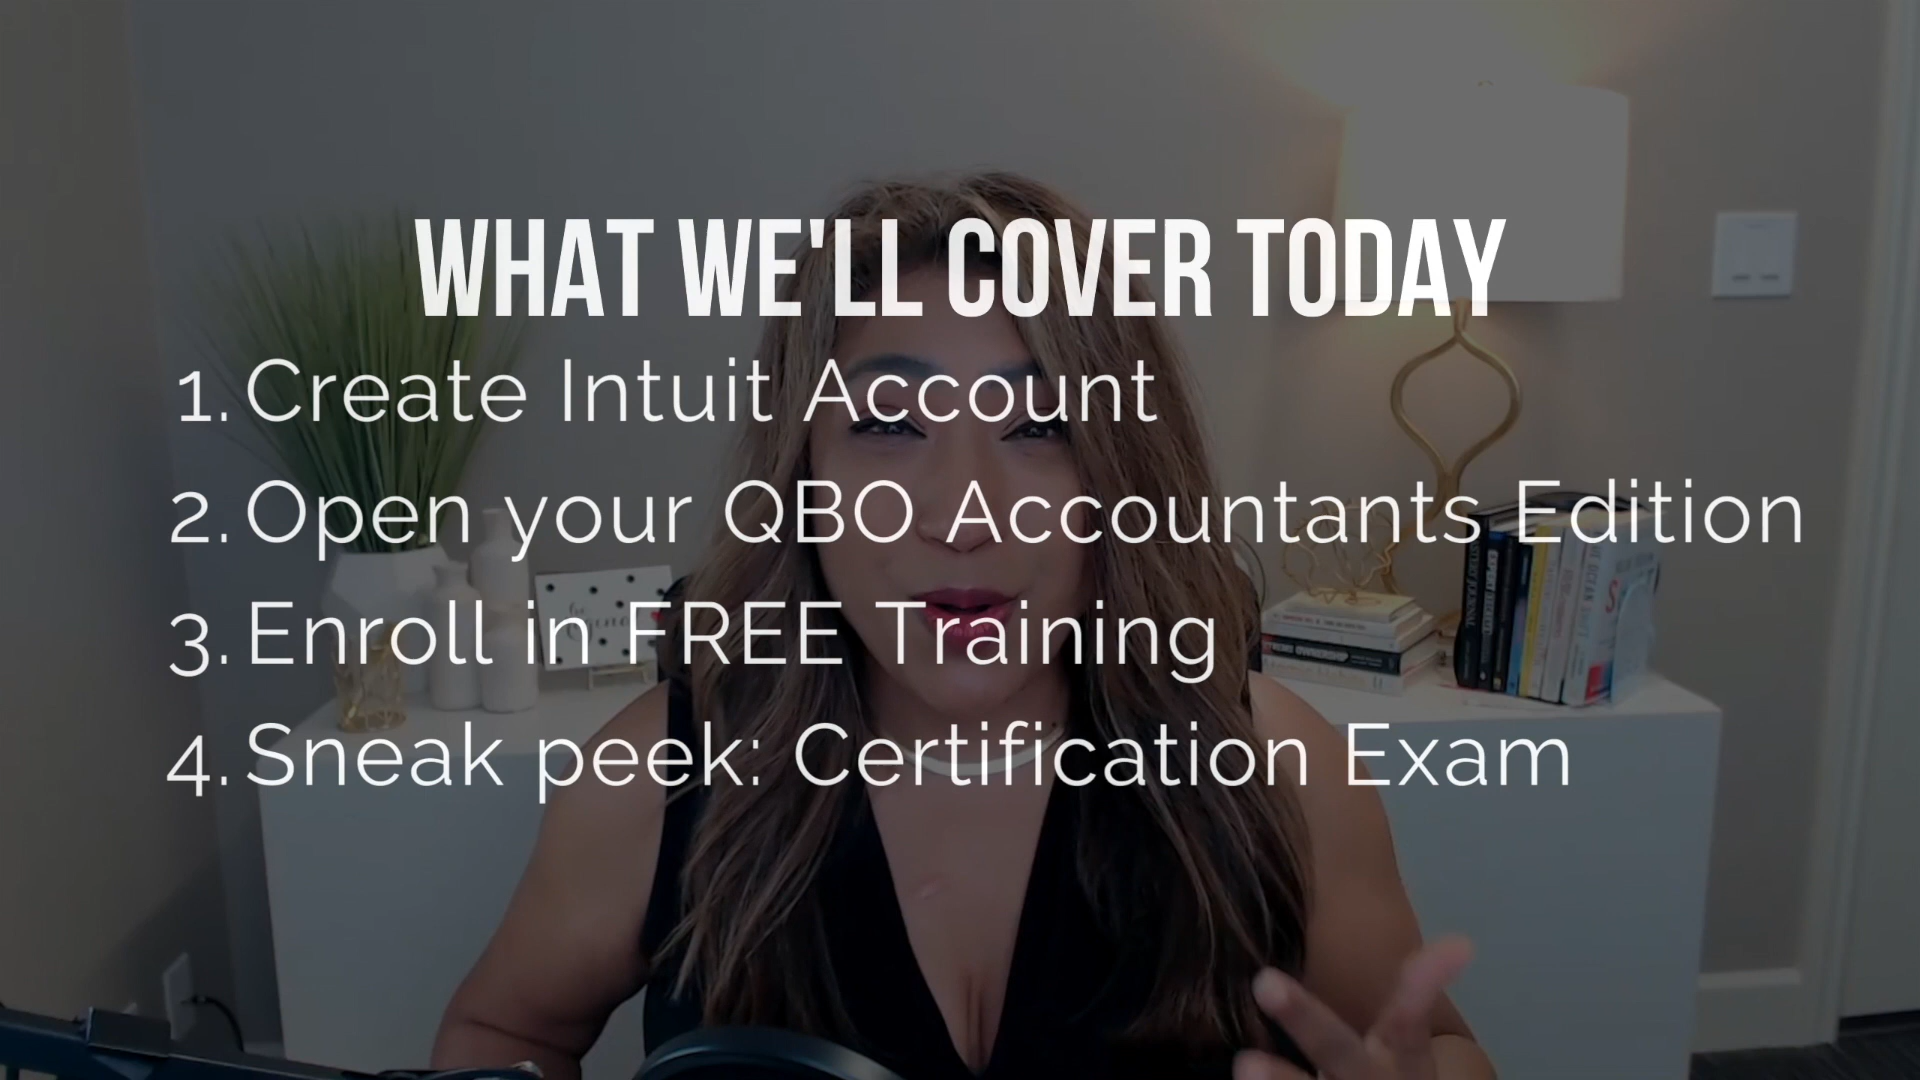 WHAT WE'LL COVER TODAY
1. Create Intuit Account
2. Open your QBO Accountants Edition
3. Enroll in FREE Training
4. Sneak peek: Certification Exam